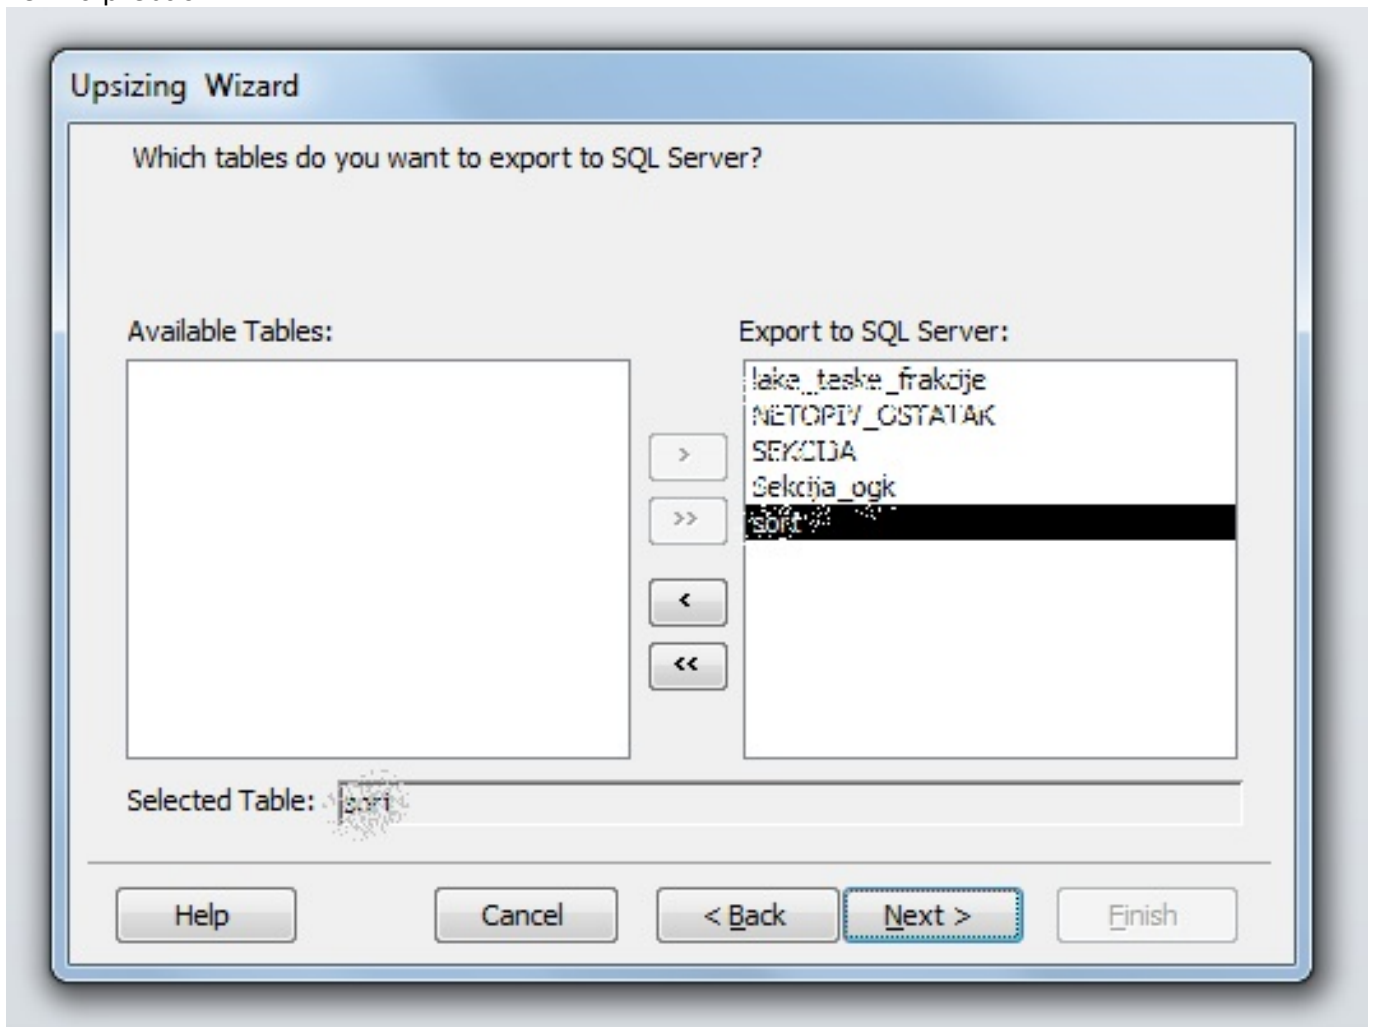 Upsizing Wizard
Which tables do you want to export to SQL Server?
Available Tables:
Export to SQL Server:
lake_teske_frakcije
NETOPIV_OSTATAK
SEKCIJA
Sekcija_ogk
>
sort
>>
<
<<
Selected Table: sort
Help
Cancel
< Back
Next >
Finish